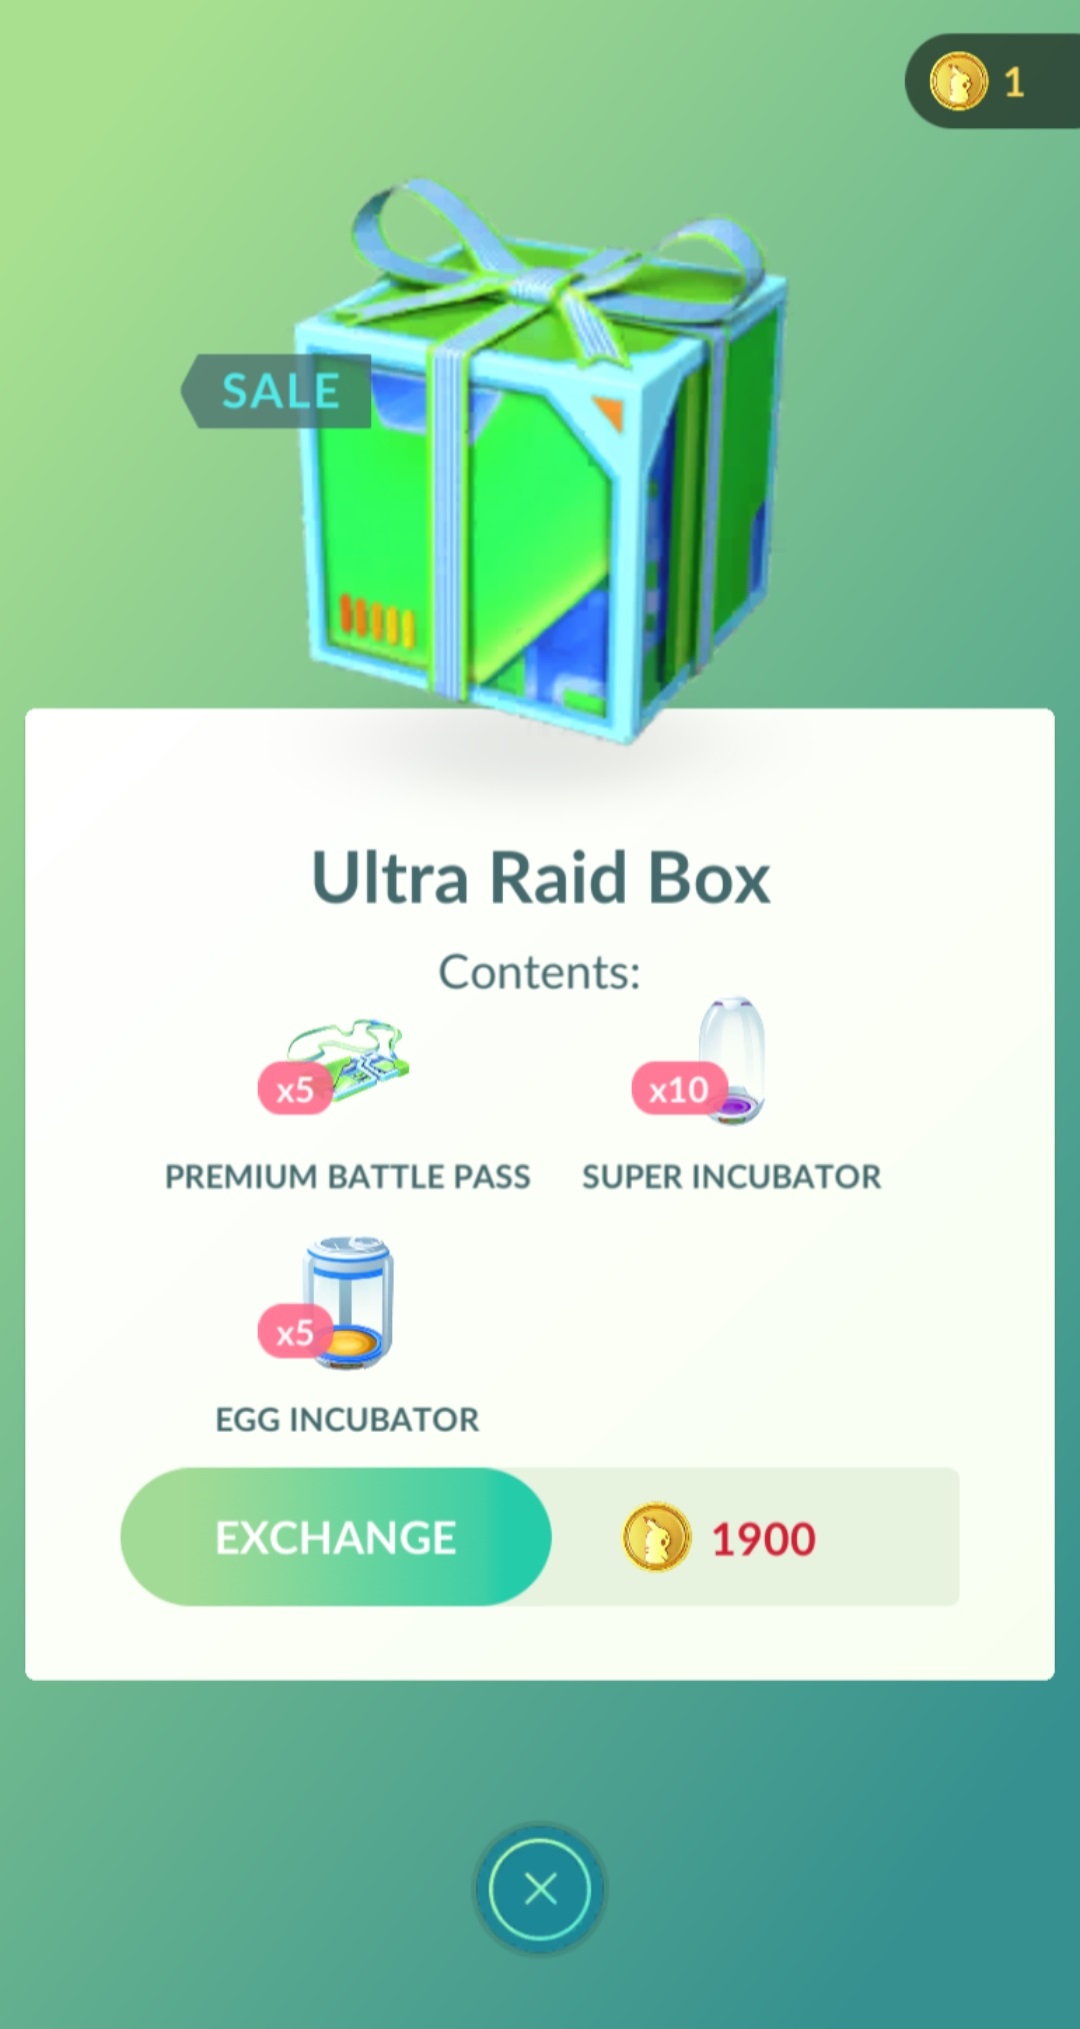 1
SALE
Ultra Raid Box
Contents:
x5
x10
PREMIUM BATTLE PASS
SUPER INCUBATOR
x5
EGG INCUBATOR
EXCHANGE
1900